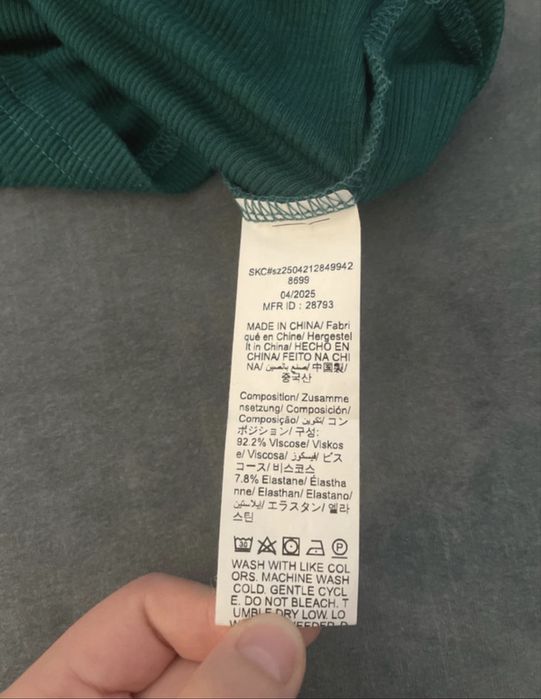 SKC#sz2504212849942
8699
04/2025
MFR ID : 28793
MADE IN CHINA/ Fabri
qué en Chine/ Hergestel
lt in China/ HECHO EN
CHINA/ FEITO NA CHI
NA/ صنع بالصين/ 中国製/
중국산
Composition/ Zusamme
nsetzung/ Composición/
Composição/ تكوين/ コン
ポジション/ 구성:
92.2% Viscose/ Viskos
e/ Viscosa/ فيسكوز/ ビス
コース/ 비스코스
7.8% Elastane/ Élastha
nne/ Elasthan/ Elastano/
إيلاستين/ エラスタン/ 엘라
스틴
30 P
WASH WITH LIKE COL
ORS. MACHINE WASH
COLD. GENTLE CYCL
E. DO NOT BLEACH. T
UMBLE DRY LOW. LO